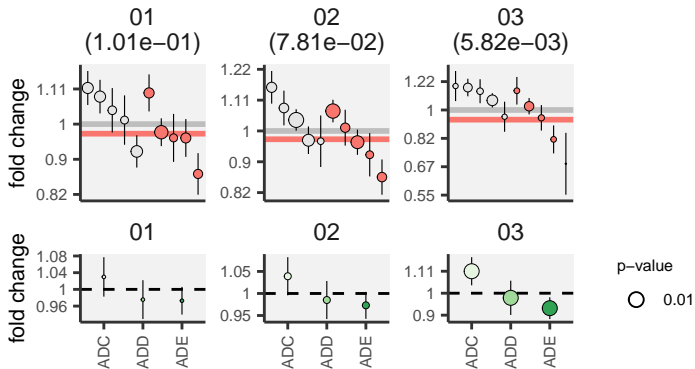 01
(1.01e−01)
02
(7.81e−02)
03
(5.82e−03)
fold change
1.11
1
0.9
0.82
1.22
1.11
1
0.9
0.82
1.22
1
0.82
0.67
0.55
01
02
03
fold change
1.08
1.04
1
0.96
1.05
1
0.95
1.11
1
0.9
ADC
ADD
ADE
ADC
ADD
ADE
ADC
ADD
ADE
p−value
0.01